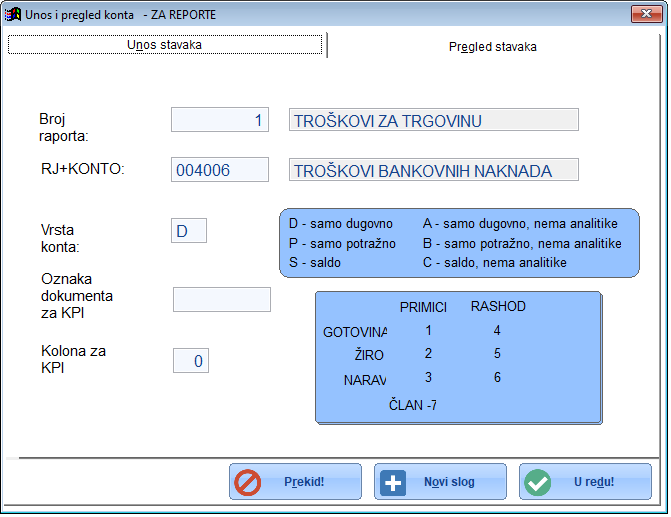 Unos i pregled konta - ZA REPORTE
Unos stavaka
Pregled stavaka
Broj
raporta:
1
TROŠKOVI ZA TRGOVINU
RJ+KONTO:
004006
TROŠKOVI BANKOVNIH NAKNADA
Vrsta
konta:
D
D - samo dugovno A - samo dugovno, nema analitike
P - samo potražno B - samo potražno, nema analitike
S - saldo C - saldo, nema analitike
Oznaka
dokumenta
za KPI
Kolona za
KPI
0
PRIMICI RASHOD
GOTOVINA 1 4
ŽIRO 2 5
NARAV 3 6
ČLAN -7
Prekid!
Novi slog
U redu!